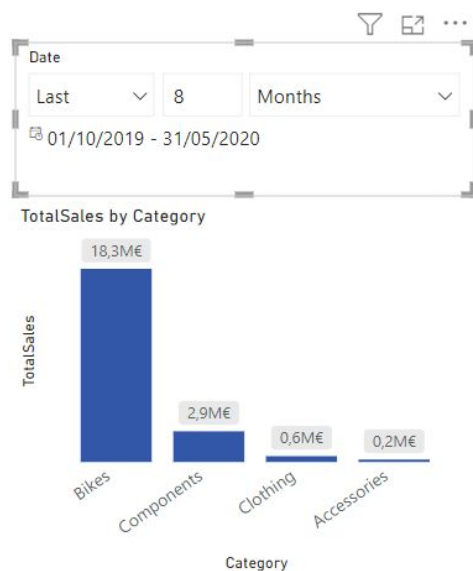 Date
Last 8 Months
01/10/2019 - 31/05/2020
TotalSales by Category
18,3M€
2,9M€
0,6M€
0,2M€
TotalSales
Bikes
Components
Clothing
Accessories
Category